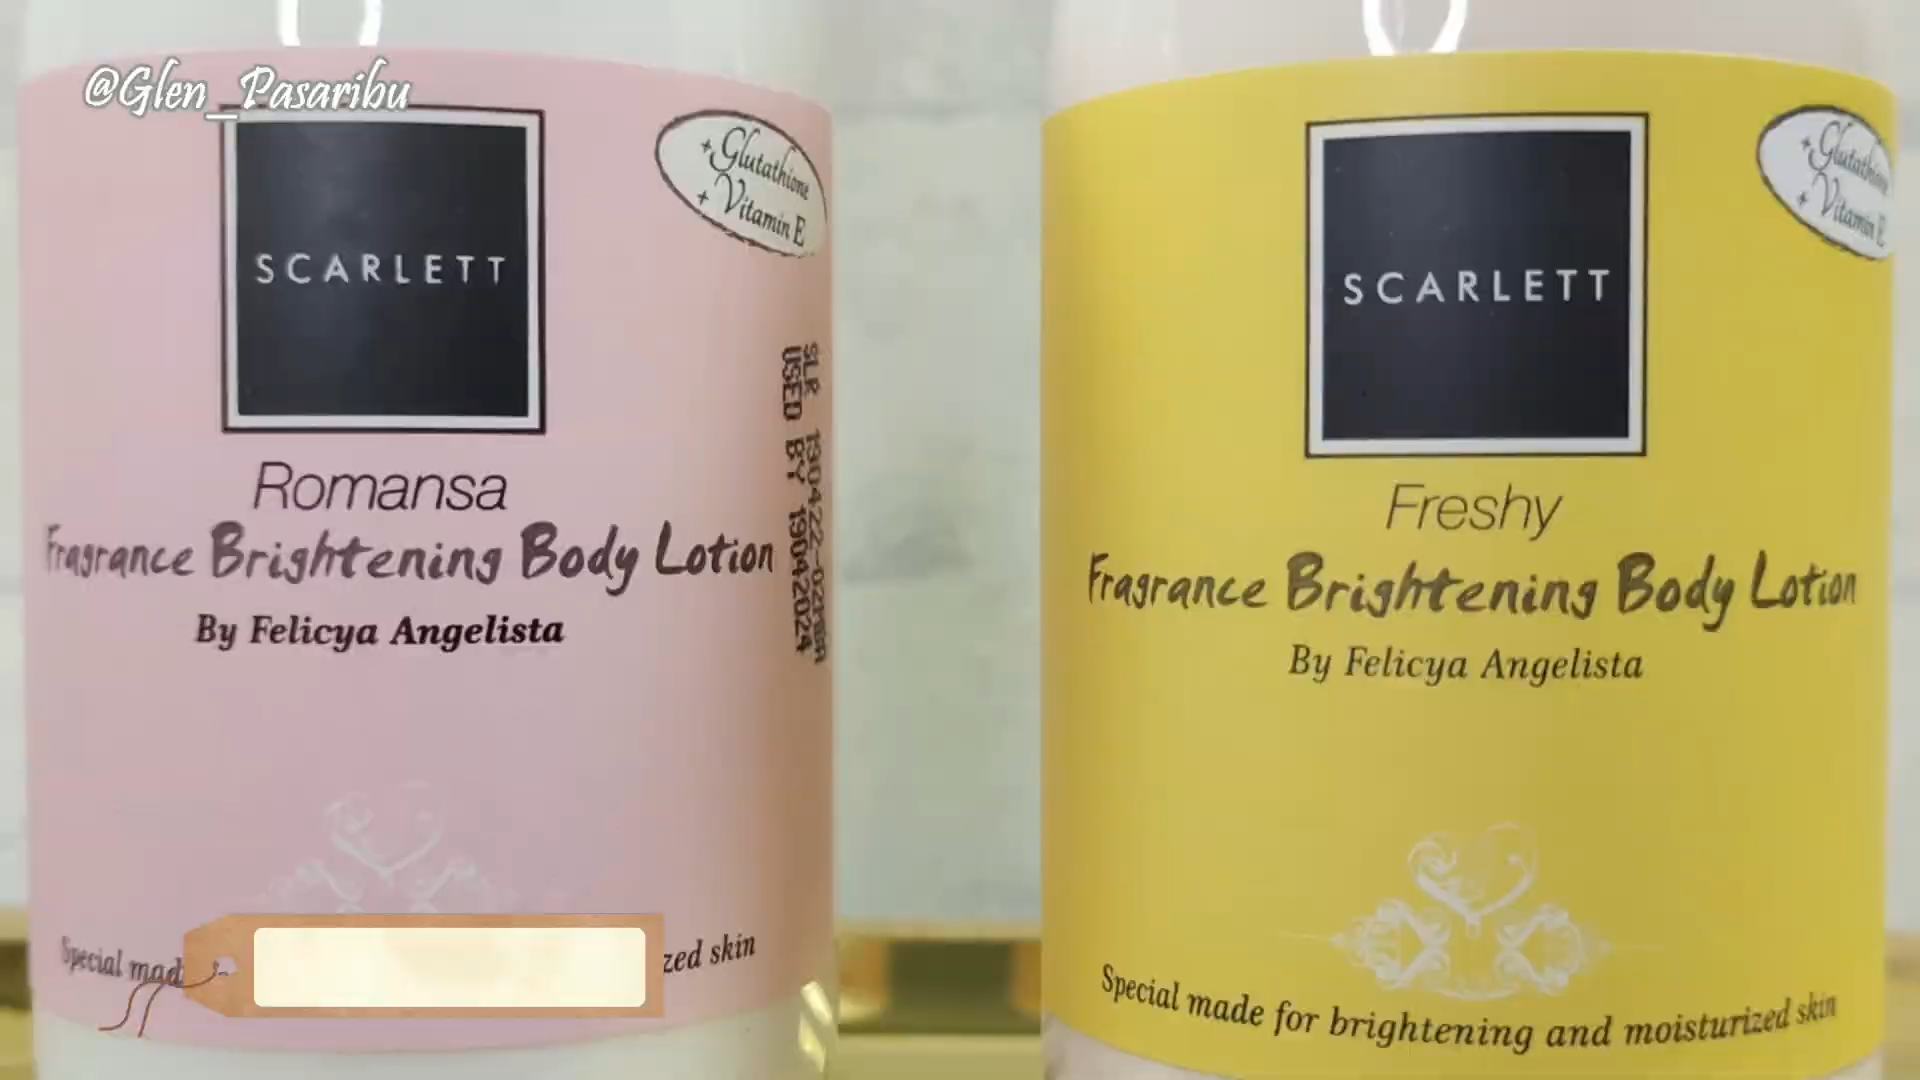 @Glen_Pasaribu
SCARLETT
+Glutathione
+Vitamin E
Romansa
Fragrance Brightening Body Lotion
By Felicya Angelista
USED BY 19042024
Special mad
zed skin
SCARLETT
+Glutathione
+Vitamin E
Freshy
Fragrance Brightening Body Lotion
By Felicya Angelista
Special made for brightening and moisturized skin